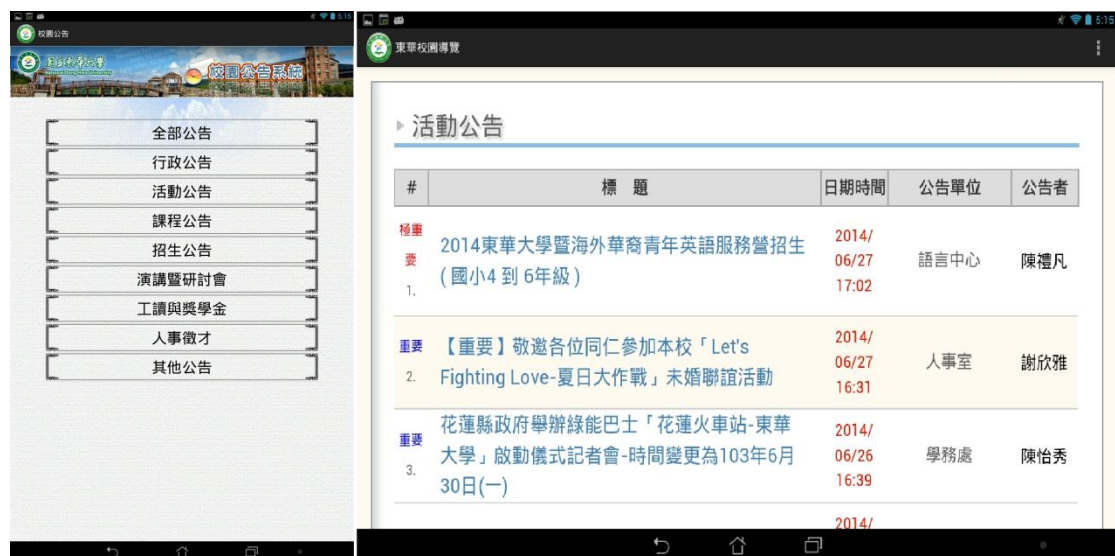 5:15
校園公告
國立東華大學
National Dong Hwa University
校園公告系統
全部公告
行政公告
活動公告
課程公告
招生公告
演講暨研討會
工讀與獎學金
人事徵才
其他公告
5:15
東華校園導覽
活動公告
# 標 題 日期時間 公告單位 公告者
極重
要
1.
2014東華大學暨海外華裔青年英語服務營招生
( 國小4 到 6年級 )
2014/
06/27
17:02
語言中心
陳禮凡
重要
2.
【重要】敬邀各位同仁參加本校「Let's
Fighting Love-夏日大作戰」未婚聯誼活動
2014/
06/27
16:31
人事室
謝欣雅
重要
3.
花蓮縣政府舉辦綠能巴士「花蓮火車站-東華
大學」啟動儀式記者會-時間變更為103年6月
30日(一)
2014/
06/26
16:39
學務處
陳怡秀
2014/